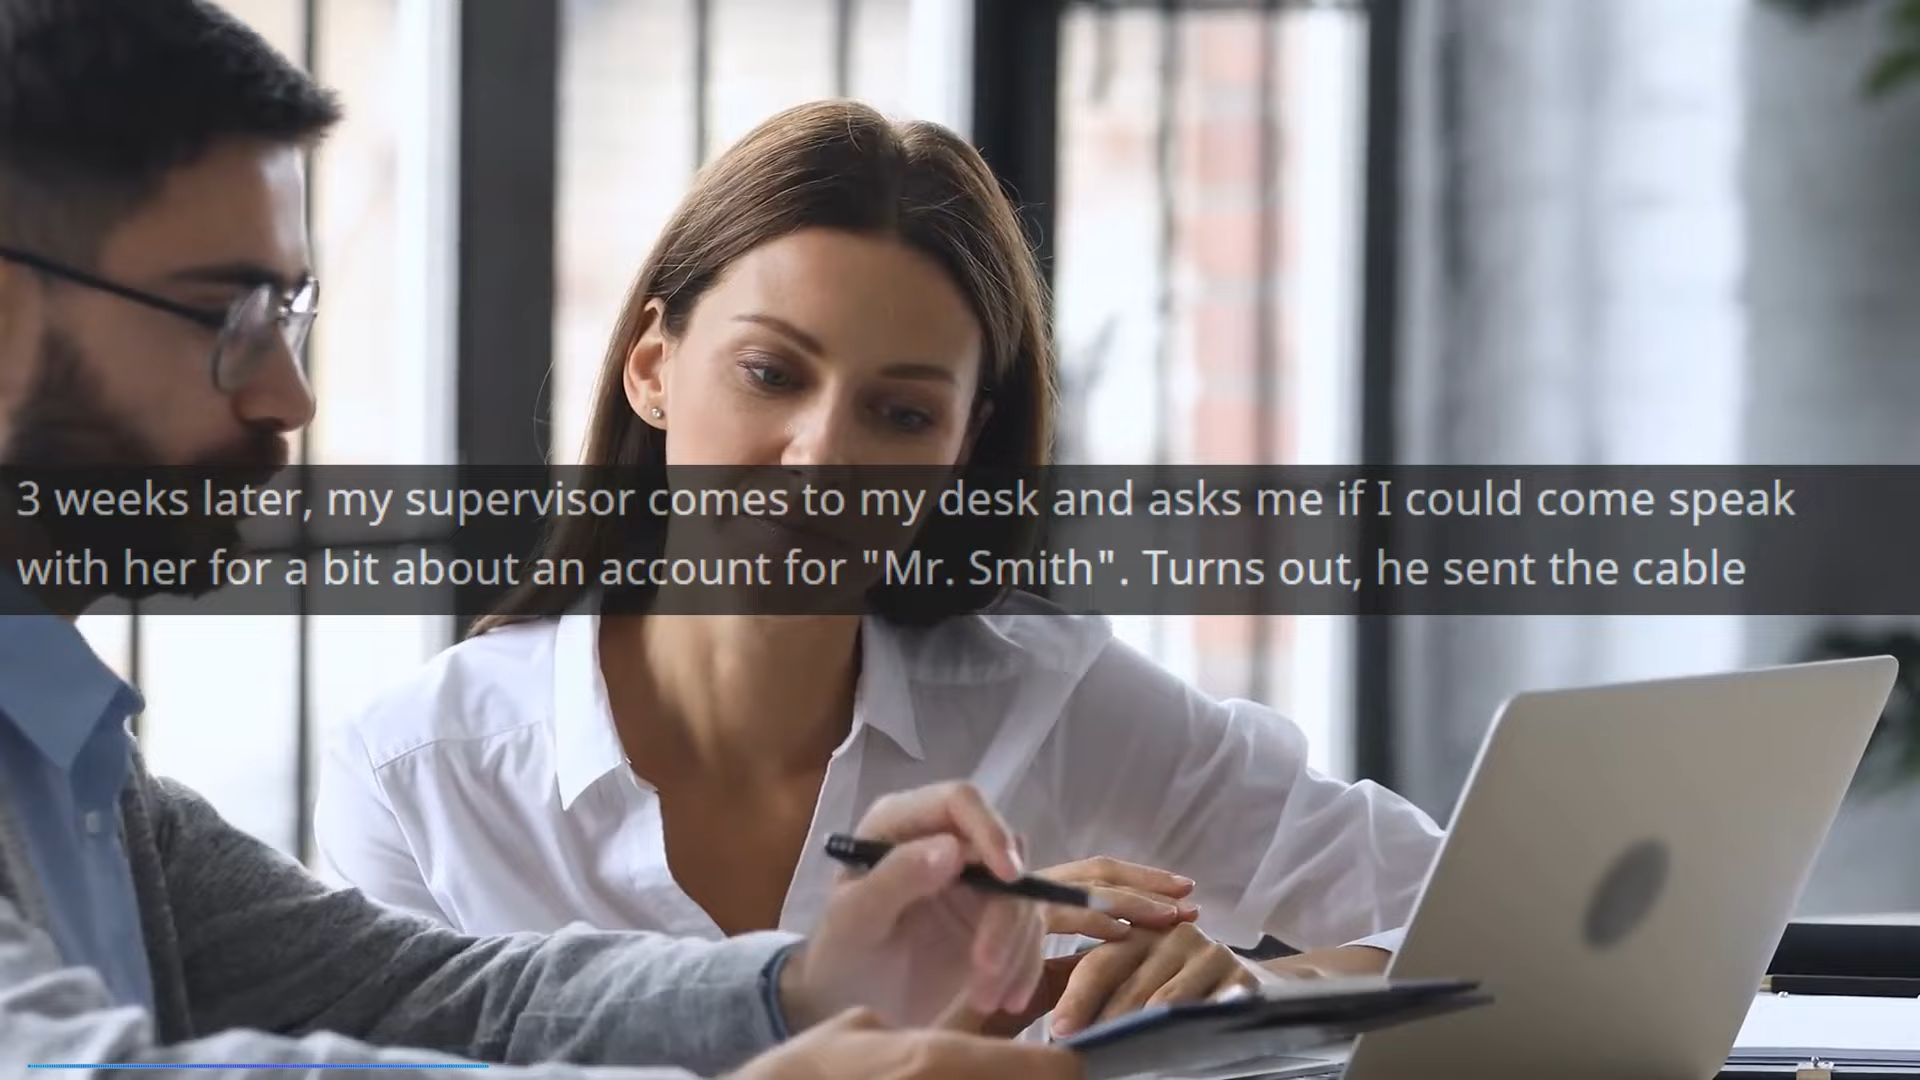 3 weeks later, my supervisor comes to my desk and asks me if I could come speak
with her for a bit about an account for "Mr. Smith". Turns out, he sent the cable